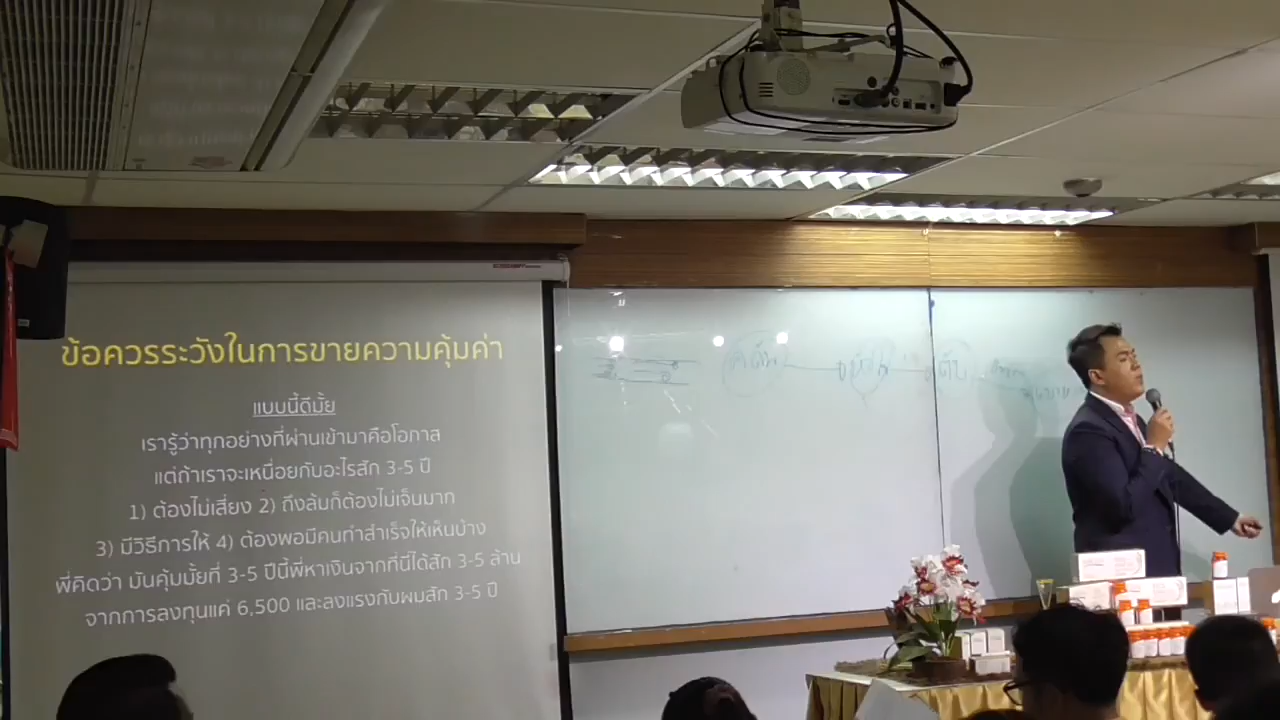 ข้อควรระวังในการขายความคุ้มค่า
แบบนี้ดีมั้ย
เรารู้ว่าทุกอย่างที่ผ่านเข้ามาคือโอกาส
แต่ถ้าเราจะเหนื่อยกับอะไรสัก 3-5 ปี
1) ต้องไม่เสี่ยง 2) ถึงล้มก็ต้องไม่เจ็บมาก
3) มีวิธีการให้ 4) ต้องพอมีคนทำสำเร็จให้เห็นบ้าง
พี่คิดว่า มันคุ้มมั้ยที่ 3-5 ปีนี้พี่หาเงินจากที่นี่ได้สัก 3-5 ล้าน
จากการลงทุนแค่ 6,500 และลงแรงกับผมสัก 3-5 ปี